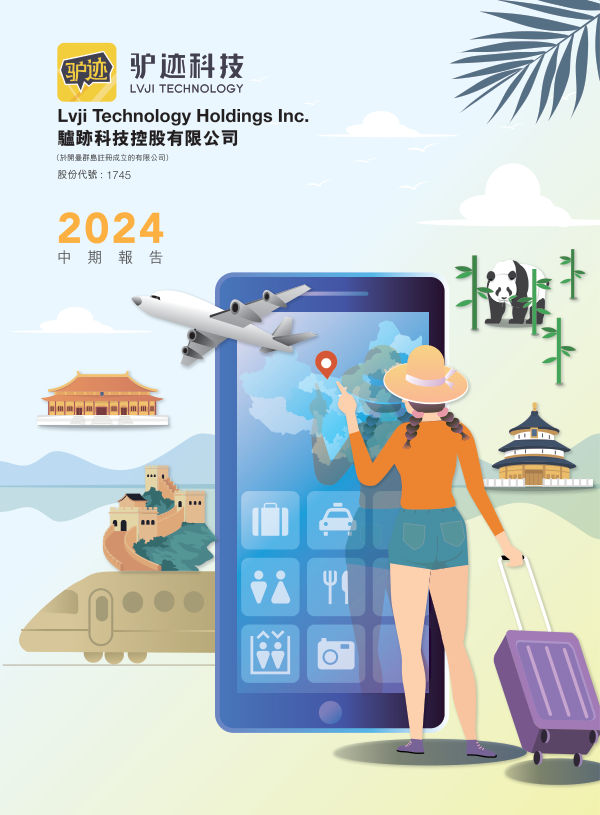 驴迹
驴迹科技
LVJI TECHNOLOGY
Lvji Technology Holdings Inc.
驢跡科技控股有限公司
(於開曼群島註冊成立的有限公司)
股份代號：1745
2024
中期報告